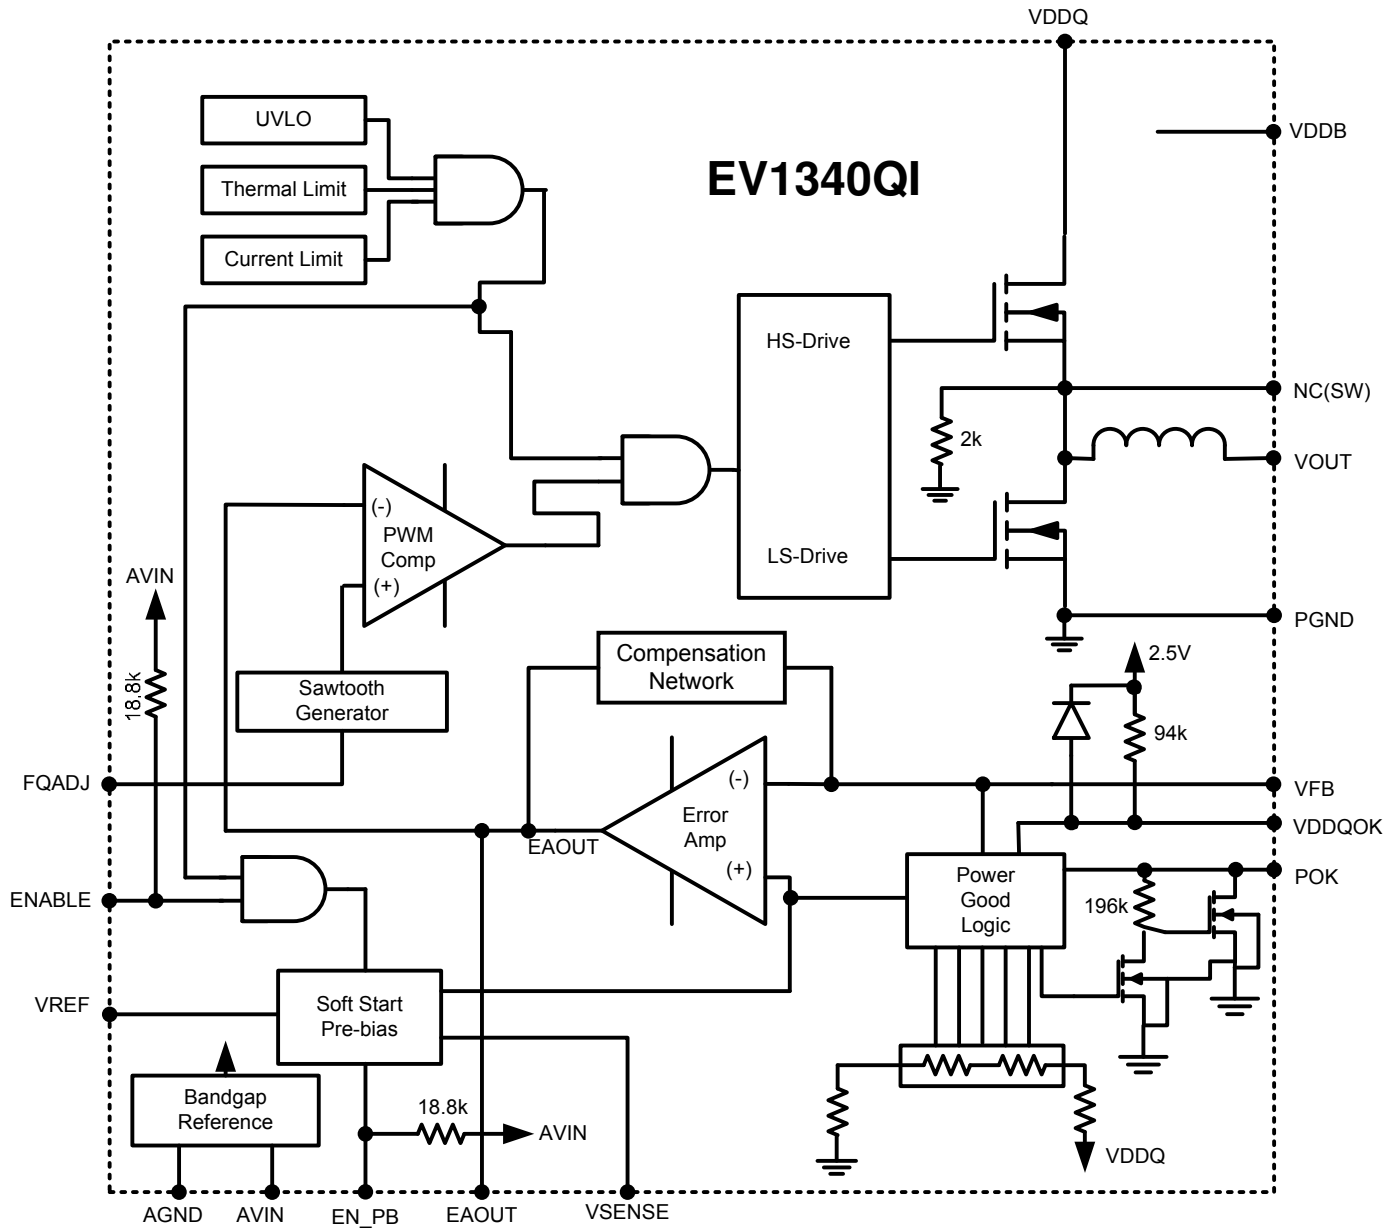 VDDQ
UVLO
VDDB
EV1340QI
Thermal Limit
Current Limit
HS-Drive
NC(SW)
2k
VOUT
(-)
PWM
Comp
(+)
LS-Drive
AVIN
PGND
18.8k
Compensation
Network
2.5V
Sawtooth
Generator
94k
FQADJ
(-)
VFB
Error
Amp
VDDQOK
EAOUT
(+)
Power
Good
Logic
POK
ENABLE
196k
VREF
Soft Start
Pre-bias
Bandgap
Reference
18.8k
AVIN
VDDQ
AGND
AVIN
EN_PB
EAOUT
VSENSE